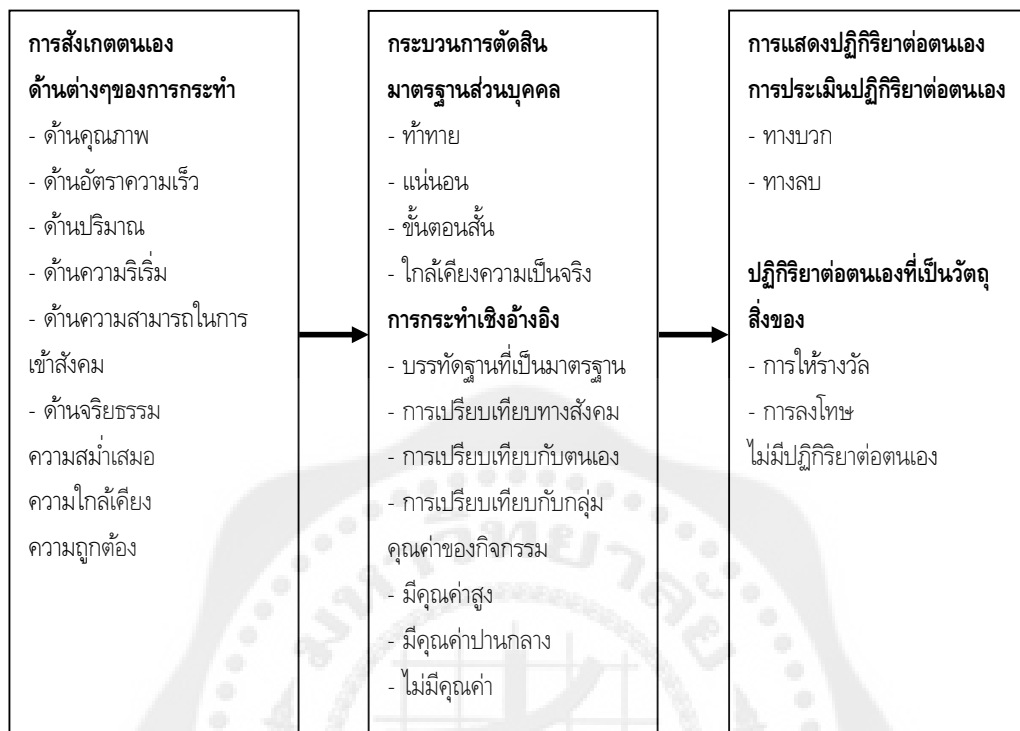 การสังเกตตนเอง
ด้านต่างๆของการกระทำ
- ด้านคุณภาพ
- ด้านอัตราความเร็ว
- ด้านปริมาณ
- ด้านความริเริ่ม
- ด้านความสามารถในการ
เข้าสังคม
- ด้านจริยธรรม
ความสม่ำเสมอ
ความใกล้เคียง
ความถูกต้อง
กระบวนการตัดสิน
มาตรฐานส่วนบุคคล
- ท้าทาย
- แน่นอน
- ขั้นตอนสั้น
- ใกล้เคียงความเป็นจริง
การกระทำเชิงอ้างอิง
- บรรทัดฐานที่เป็นมาตรฐาน
- การเปรียบเทียบทางสังคม
- การเปรียบเทียบกับตนเอง
- การเปรียบเทียบกับกลุ่ม
คุณค่าของกิจกรรม
- มีคุณค่าสูง
- มีคุณค่าปานกลาง
- ไม่มีคุณค่า
การแสดงปฏิกิริยาต่อตนเอง
การประเมินปฏิกิริยาต่อตนเอง
- ทางบวก
- ทางลบ
ปฏิกิริยาต่อตนเองที่เป็นวัตถุ
สิ่งของ
- การให้รางวัล
- การลงโทษ
ไม่มีปฏิกิริยาต่อตนเอง